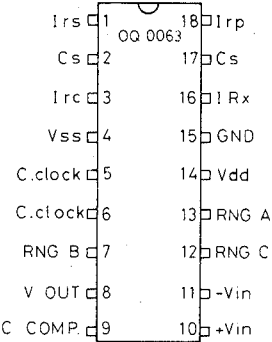 Irs 1 18 Irp
OQ 0063
Cs 2 17 Cs
Irc 3 16 I Rx
Vss 4 15 GND
C.clock 5 14 Vdd
C.clock 6 13 RNG A
RNG B 7 12 RNG C
V OUT 8 11 -Vin
C COMP. 9 10 +Vin